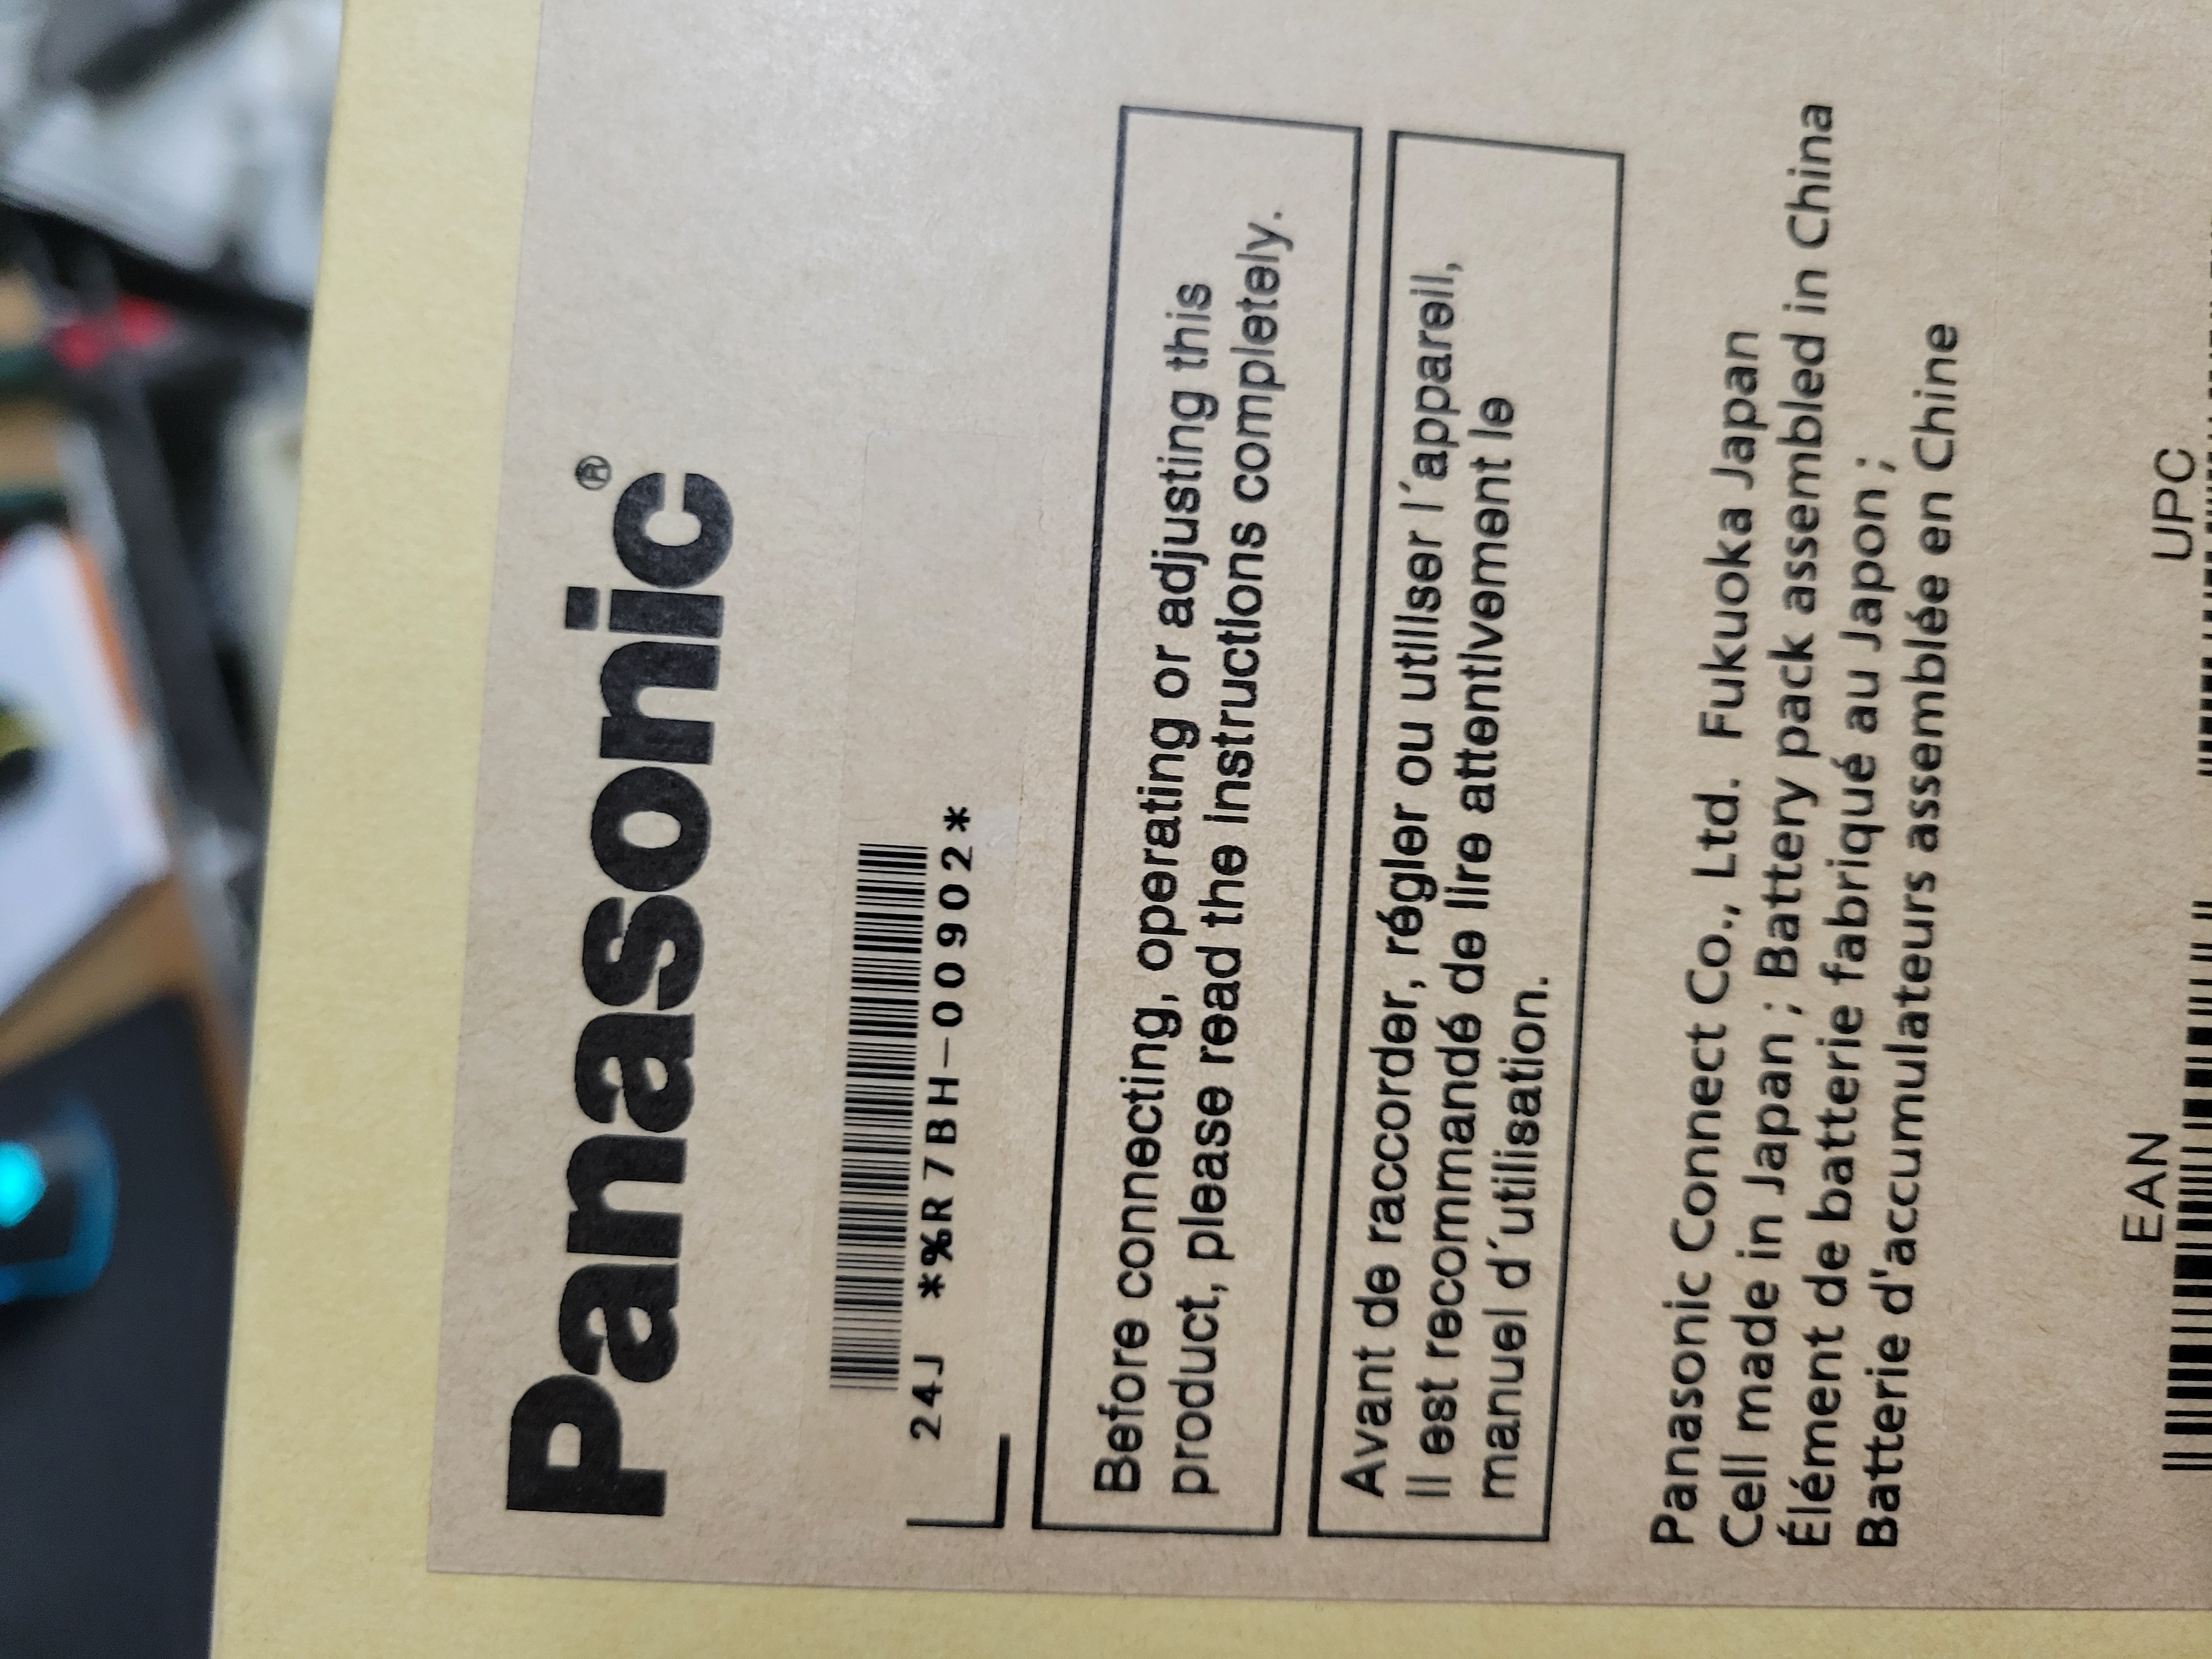 Panasonic®
24J *%R7BH-00902*
Before connecting, operating or adjusting this
product, please read the instructions completely.
Avant de raccorder, régler ou utiliser l´appareil,
il est recommandé de lire attentivement le
manuel d´utilisation.
Panasonic Connect Co., Ltd. Fukuoka Japan
Cell made in Japan ; Battery pack assembled in China
Élément de batterie fabriqué au Japon ;
Batterie d'accumulateurs assemblée en Chine
EAN UPC